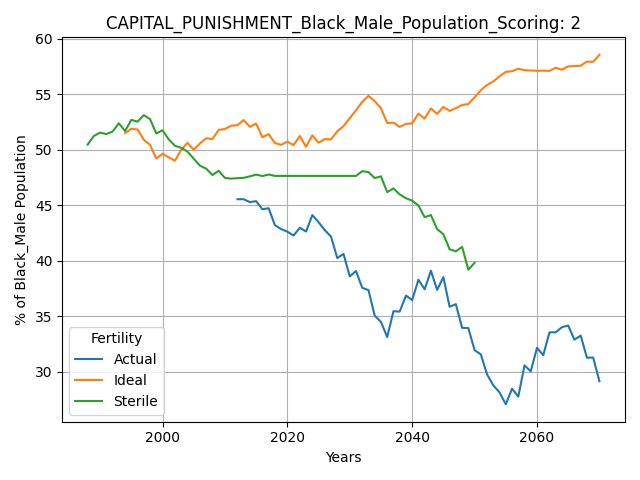 CAPITAL_PUNISHMENT_Black_Male_Population_Scoring: 2
% of Black_Male Population
60
55
50
45
40
35
30
Fertility
Actual
Ideal
Sterile
2000
2020
2040
2060
Years